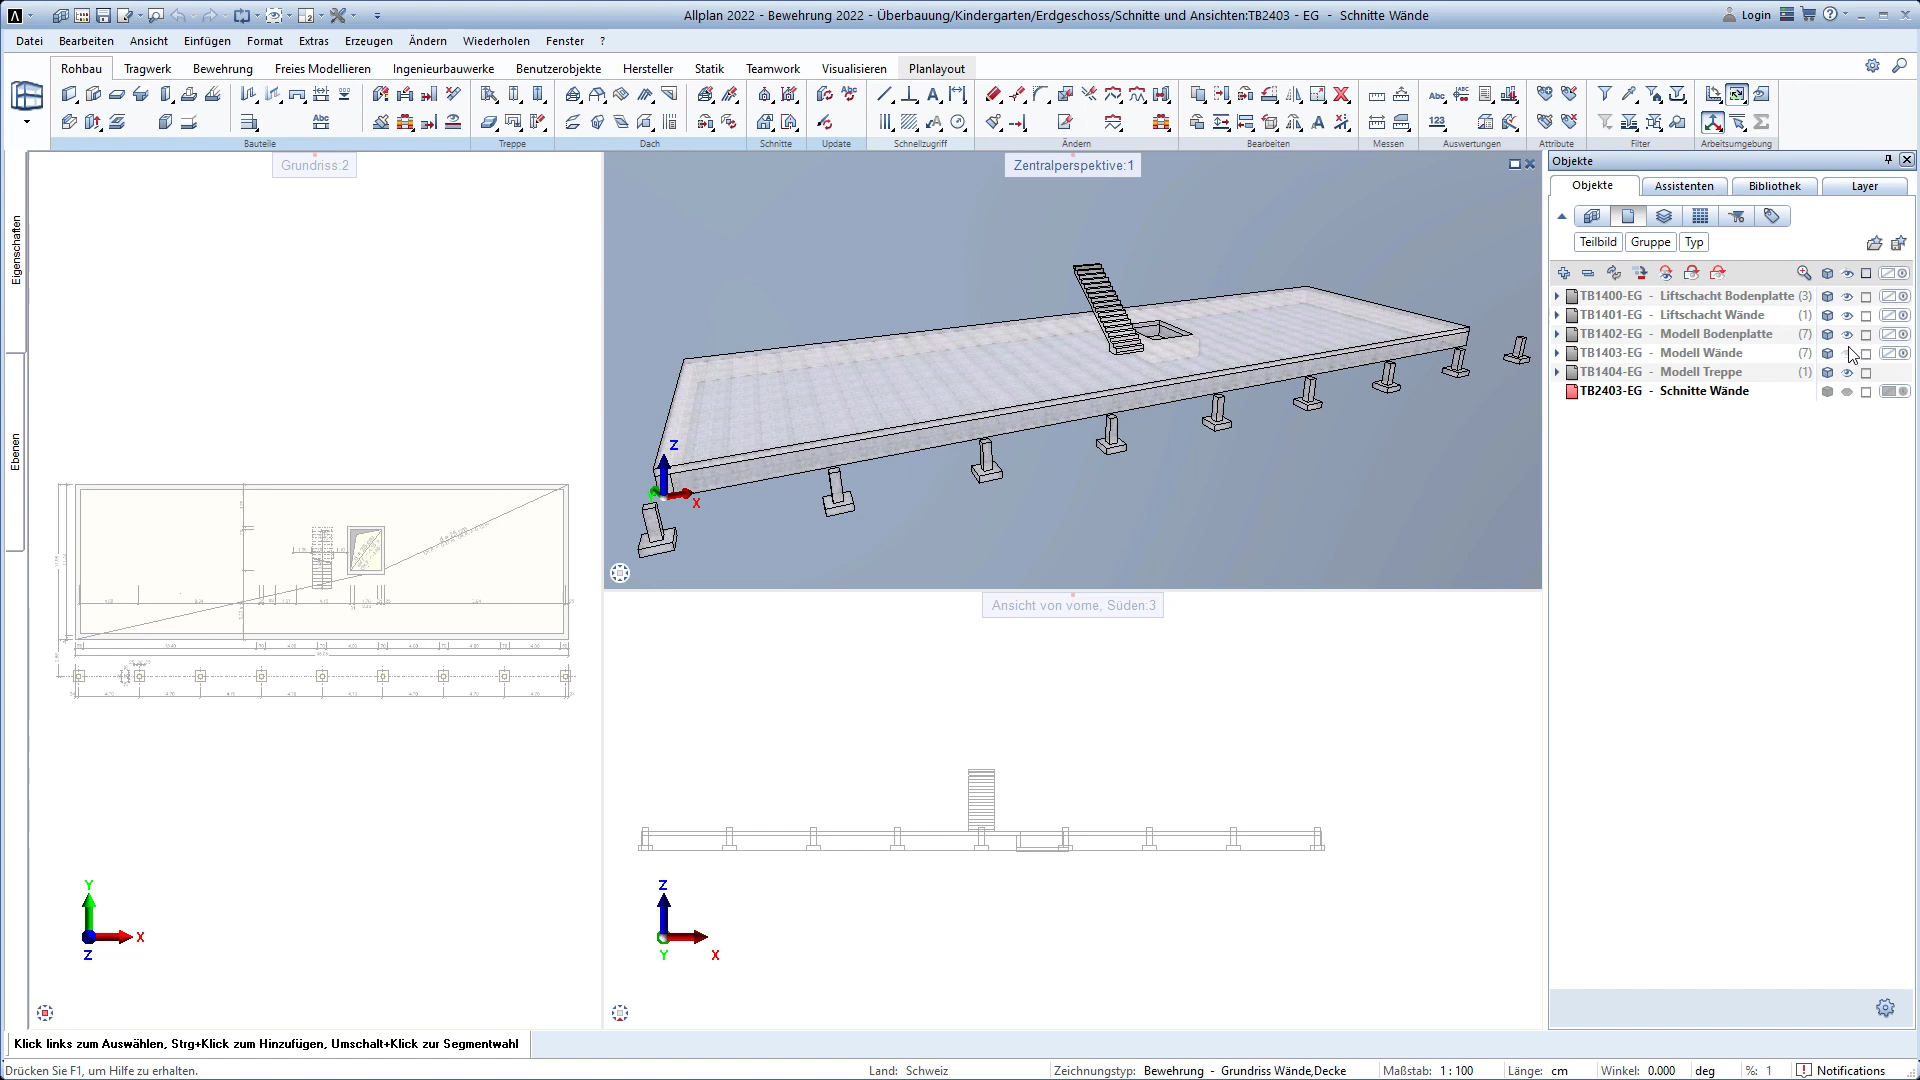 Allplan 2022 - Bewehrung 2022 - Überbauung/Kindergarten/Erdgeschoss/Schnitte und Ansichten:TB2403 - EG - Schnitte Wände
Login
Datei Bearbeiten Ansicht Einfügen Format Extras Erzeugen Ändern Wiederholen Fenster ?
Rohbau Tragwerk Bewehrung Freies Modellieren Ingenieurbauwerke Benutzerobjekte Hersteller Statik Teamwork Visualisieren Planlayout
Bauteile Treppe Dach Schnitte Update Schnellzugriff Ändern Bearbeiten Messen Auswertungen Attribute Filter Arbeitsumgebung
Eigenschaften
Ebenen
Grundriss:2
Zentralperspektive:1
Ansicht von vorne, Süden:3
Z
X
Y
X
Z
Z
X
Y
Objekte
Objekte Assistenten Bibliothek Layer
Teilbild Gruppe Typ
TB1400-EG - Liftschacht Bodenplatte (3)
TB1401-EG - Liftschacht Wände (1)
TB1402-EG - Modell Bodenplatte (7)
TB1403-EG - Modell Wände (7)
TB1404-EG - Modell Treppe (1)
TB2403-EG - Schnitte Wände
Klick links zum Auswählen, Strg+Klick zum Hinzufügen, Umschalt+Klick zur Segmentwahl
Drücken Sie F1, um Hilfe zu erhalten.
Land: Schweiz
Zeichnungstyp: Bewehrung - Grundriss Wände,Decke
Maßstab: 1 : 100
Länge: cm
Winkel: 0.000 deg
%: 1
Notifications